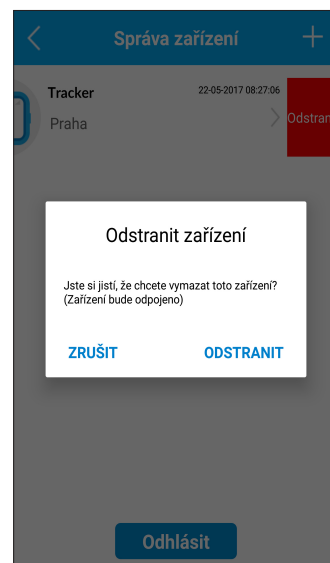 Správa zařízení
Tracker
22-05-2017 08:27:06
Praha
Odstran
Odstranit zařízení
Jste si jistí, že chcete vymazat toto zařízení?
(Zařízení bude odpojeno)
ZRUŠIT
ODSTRANIT
Odhlásit